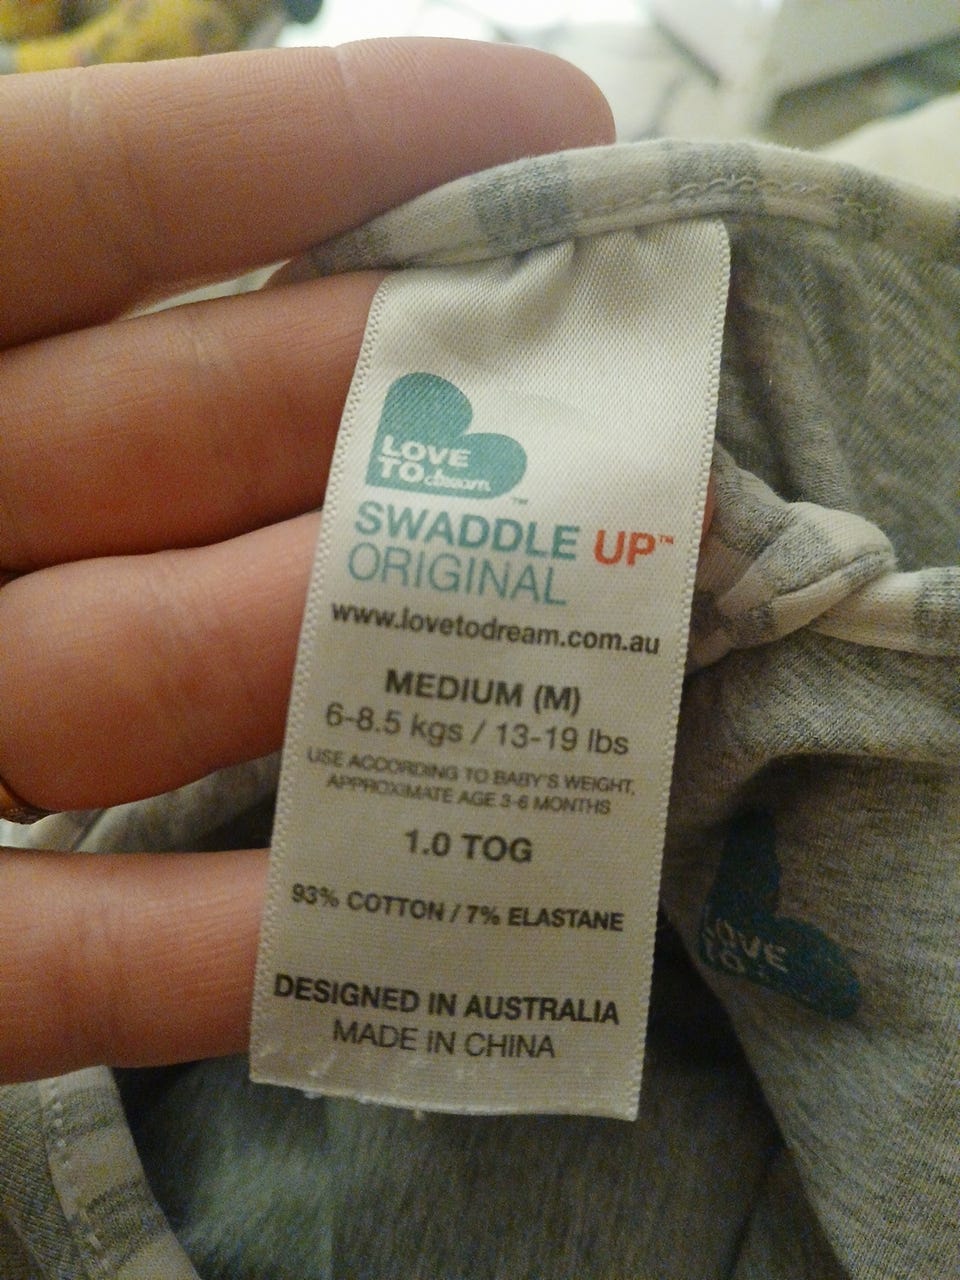 LOVE
TO dream™
SWADDLE UP™
ORIGINAL
www.lovetodream.com.au
MEDIUM (M)
6-8.5 kgs / 13-19 lbs
USE ACCORDING TO BABY'S WEIGHT,
APPROXIMATE AGE 3-6 MONTHS
1.0 TOG
93% COTTON / 7% ELASTANE
DESIGNED IN AUSTRALIA
MADE IN CHINA
LOVE
TO